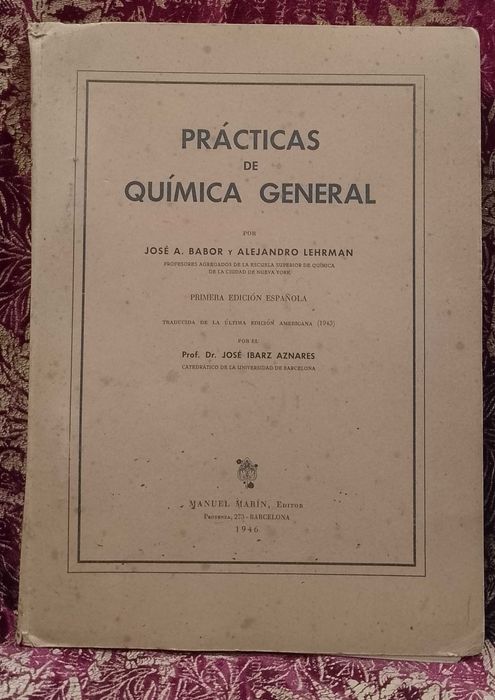 PRÁCTICAS
DE
QUÍMICA GENERAL
POR
JOSÉ A. BABOR Y ALEJANDRO LEHRMAN
PROFESORES AGREGADOS DE LA ESCUELA SUPERIOR DE QUÍMICA
DE LA CIUDAD DE NUEVA YORK
PRIMERA EDICIÓN ESPAÑOLA
TRADUCIDA DE LA ÚLTIMA EDICIÓN AMERICANA (1943)
POR EL
Prof. Dr. JOSÉ IBARZ AZNARES
CATEDRÁTICO DE LA UNIVERSIDAD DE BARCELONA
MANUEL MARÍN, Editor
Provenza, 273 - BARCELONA
1946